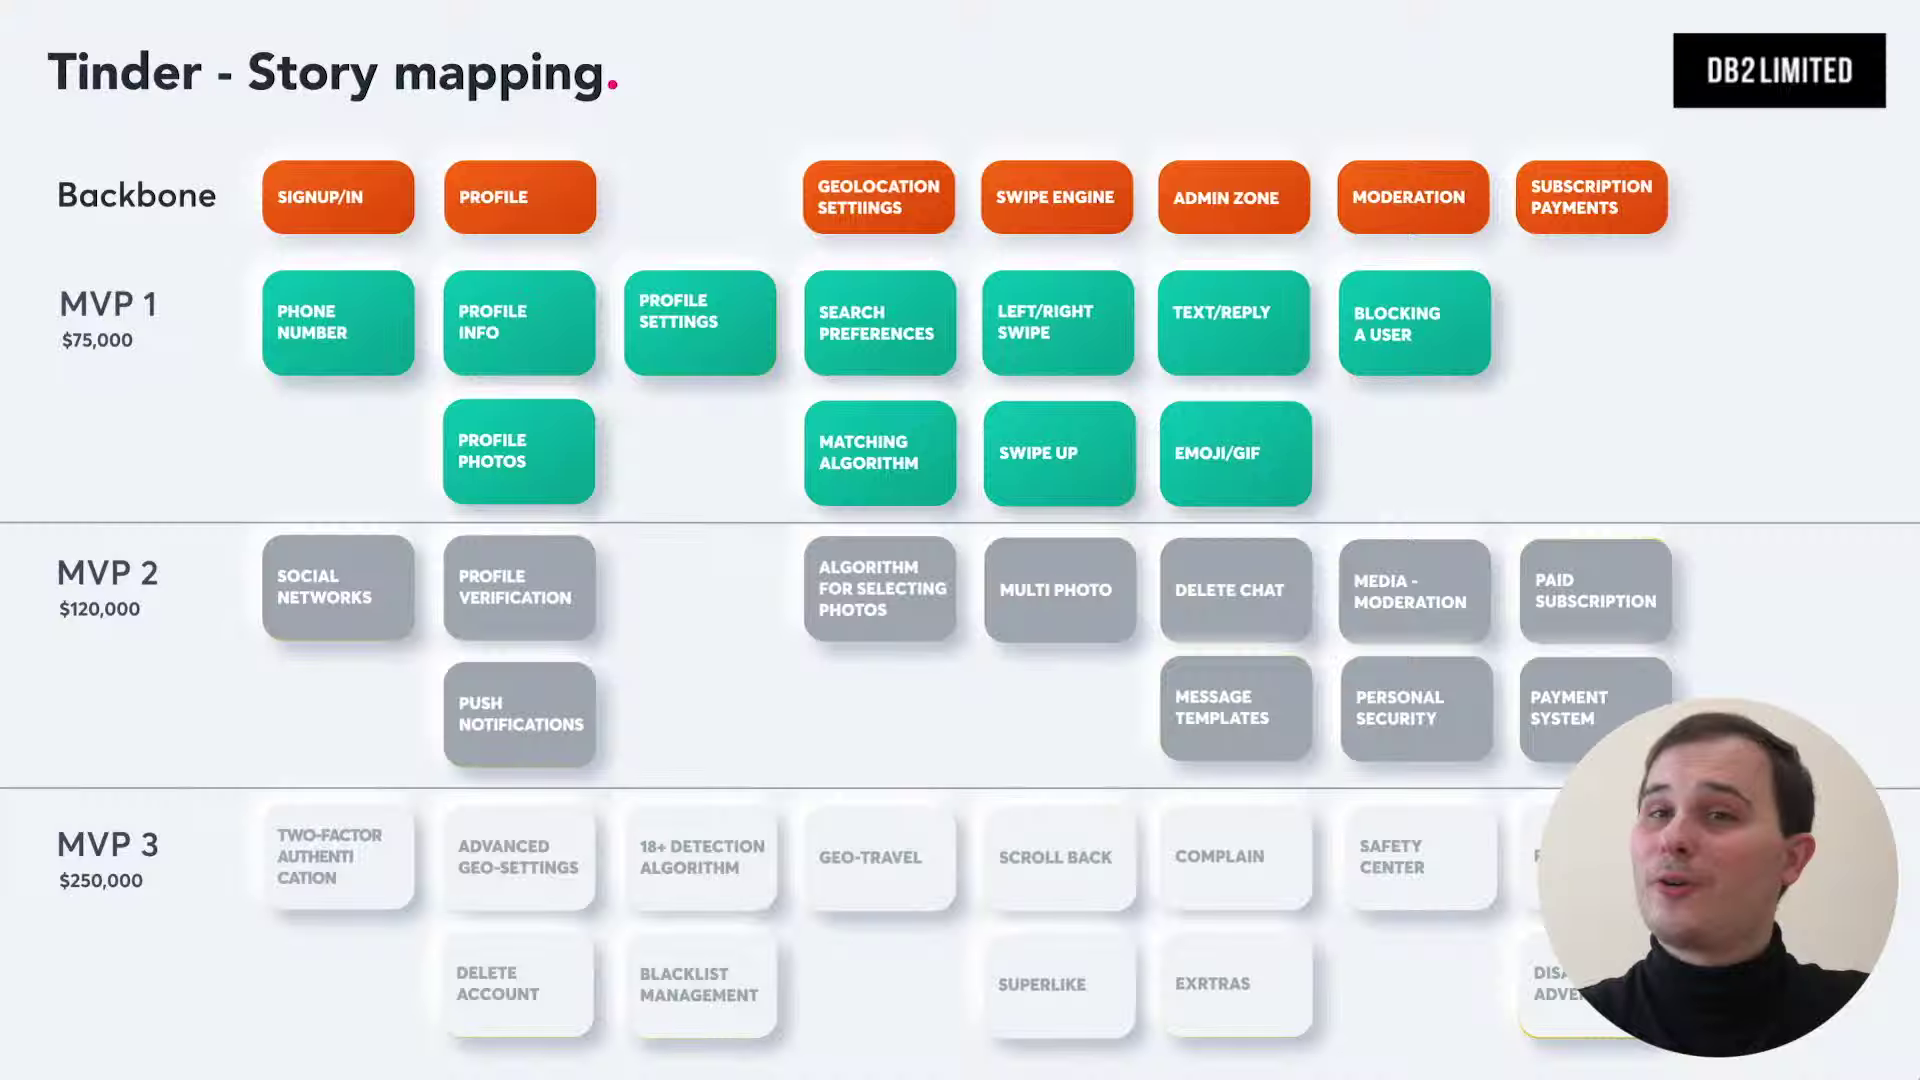 Tinder - Story mapping.
DB2 LIMITED
Backbone
SIGNUP/IN
PROFILE
GEOLOCATION
SETTIINGS
SWIPE ENGINE
ADMIN ZONE
MODERATION
SUBSCRIPTION
PAYMENTS
MVP 1
$75,000
PHONE
NUMBER
PROFILE
INFO
PROFILE
SETTINGS
SEARCH
PREFERENCES
LEFT/RIGHT
SWIPE
TEXT/REPLY
BLOCKING
A USER
PROFILE
PHOTOS
MATCHING
ALGORITHM
SWIPE UP
EMOJI/GIF
MVP 2
$120,000
SOCIAL
NETWORKS
PROFILE
VERIFICATION
ALGORITHM
FOR SELECTING
PHOTOS
MULTI PHOTO
DELETE CHAT
MEDIA -
MODERATION
PAID
SUBSCRIPTION
PUSH
NOTIFICATIONS
MESSAGE
TEMPLATES
PERSONAL
SECURITY
PAYMENT
SYSTEM
MVP 3
$250,000
TWO-FACTOR
AUTHENTI
CATION
ADVANCED
GEO-SETTINGS
18+ DETECTION
ALGORITHM
GEO-TRAVEL
SCROLL BACK
COMPLAIN
SAFETY
CENTER
DELETE
ACCOUNT
BLACKLIST
MANAGEMENT
SUPERLIKE
EXRTRAS